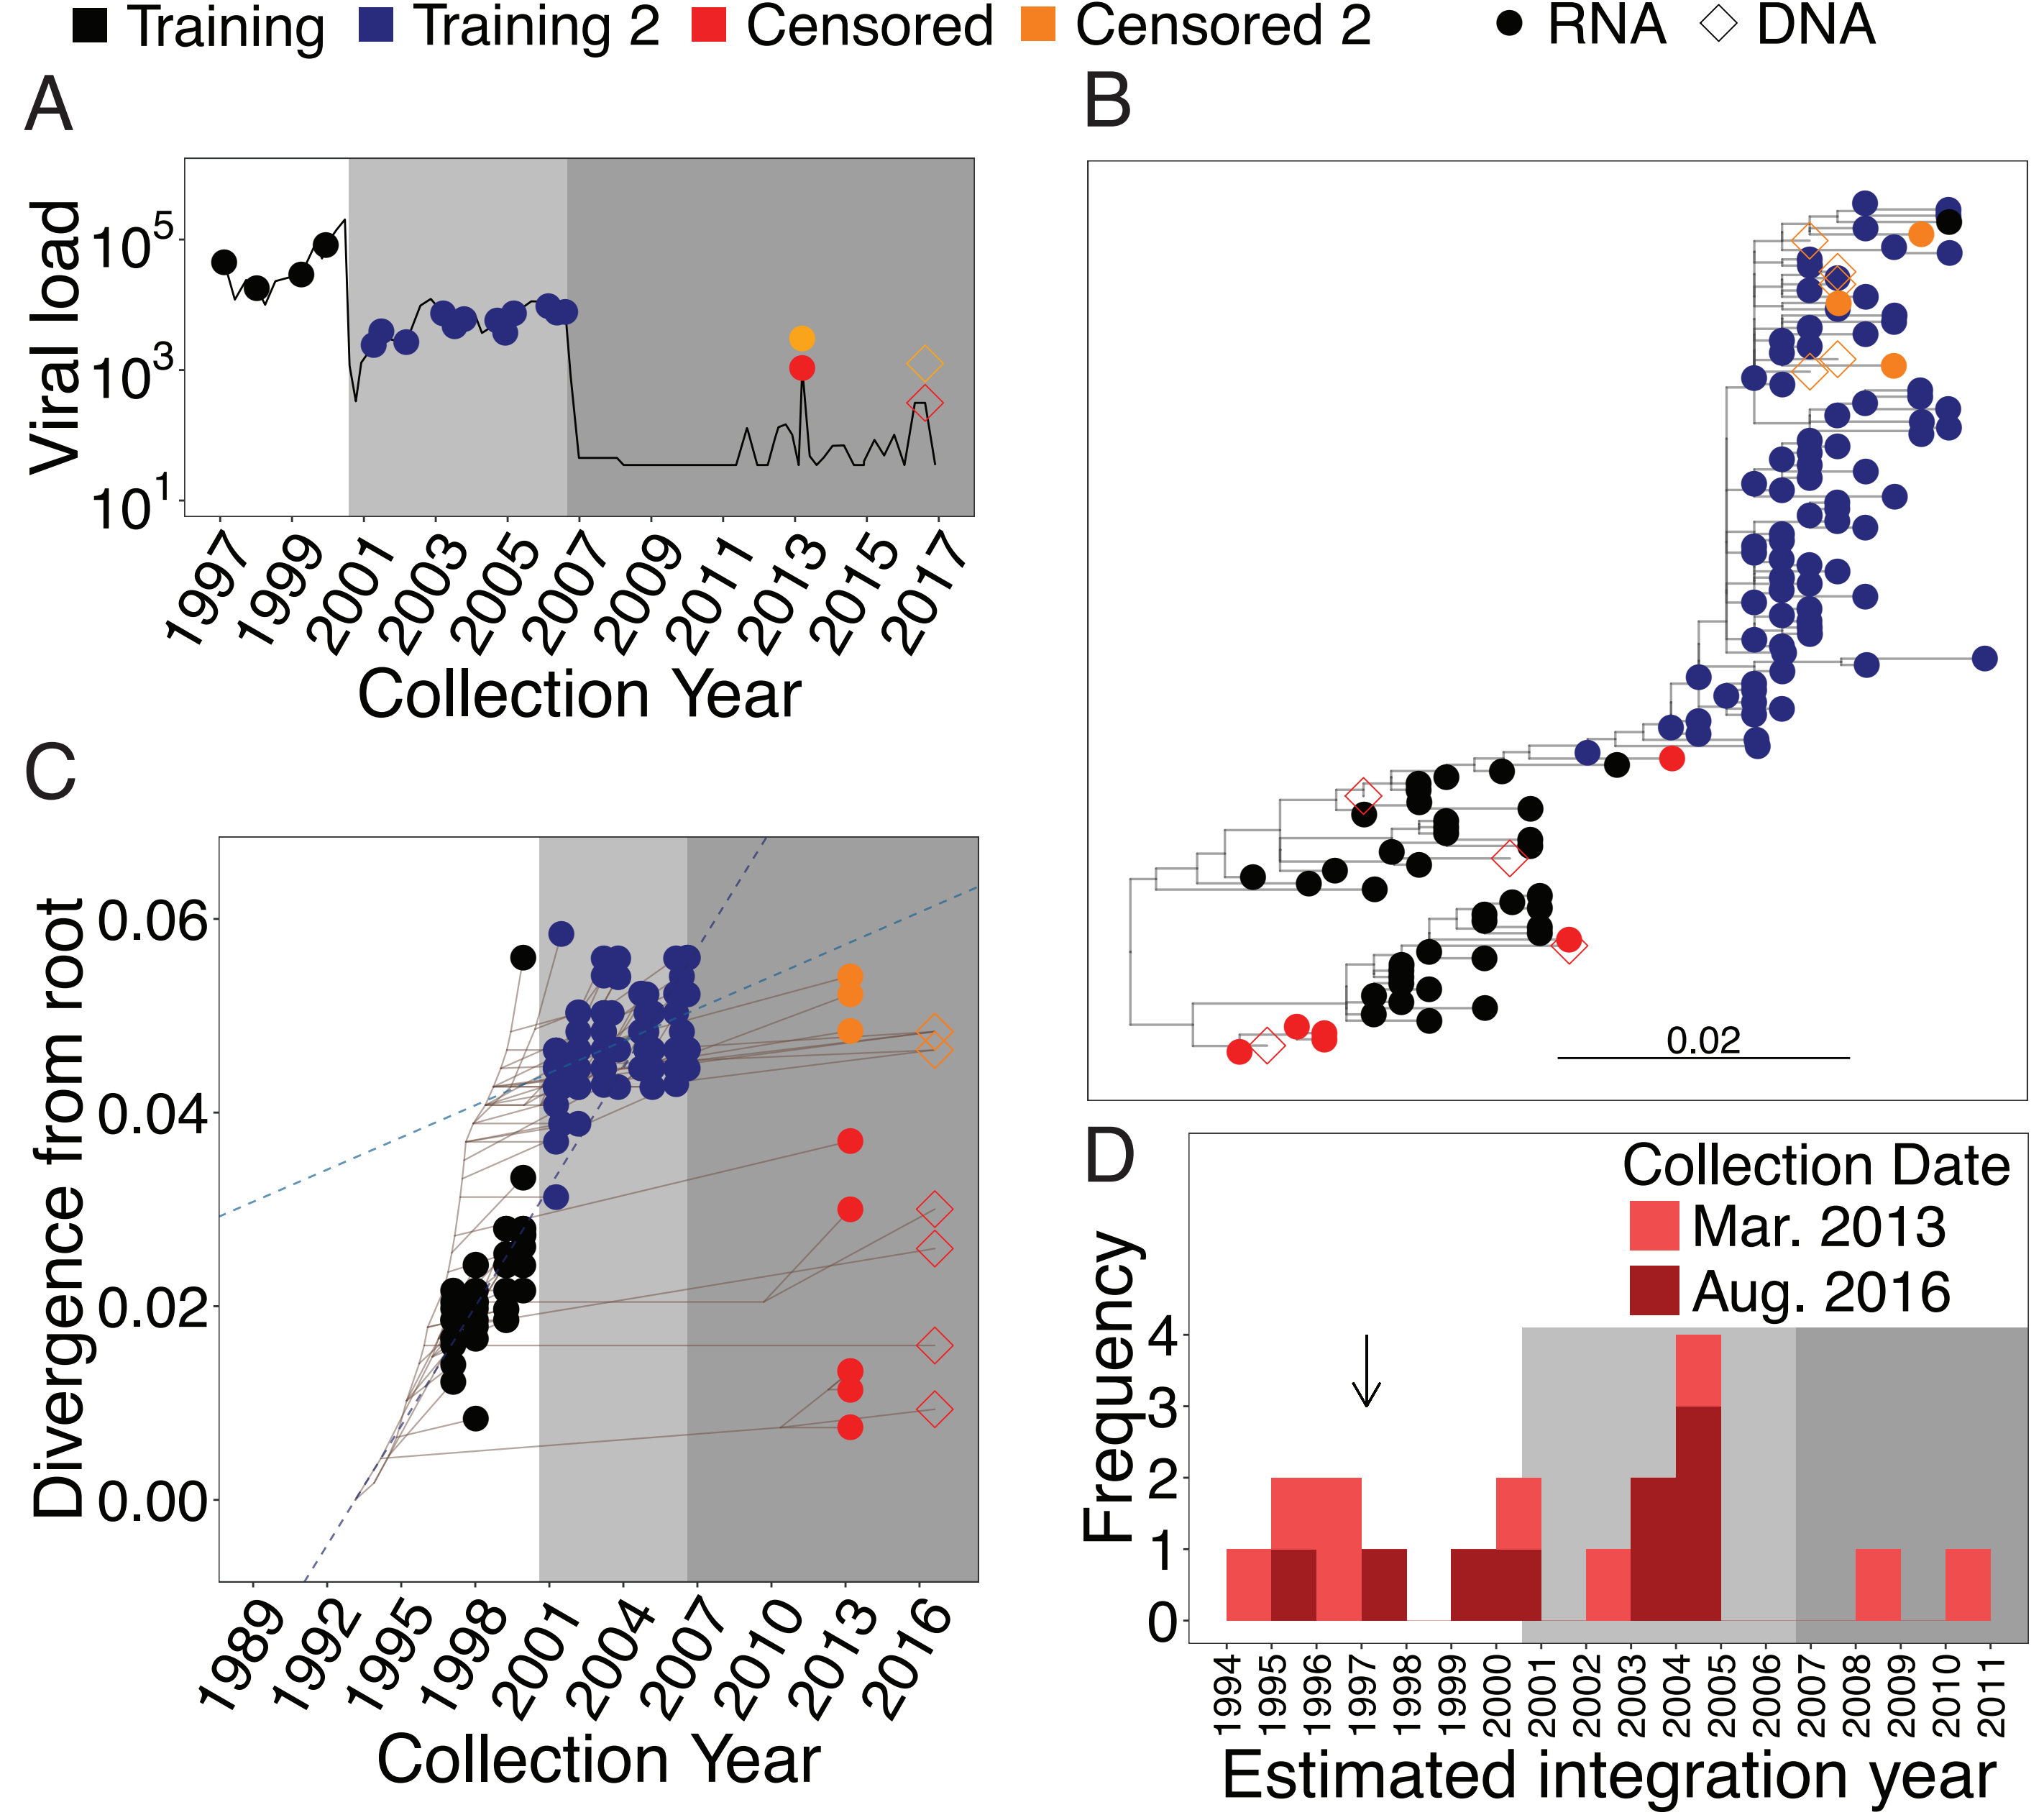 Training Training 2 Censored Censored 2 RNA DNA
A
Viral load
10^5
10^3
10^1
1997 1999 2001 2003 2005 2007 2009 2011 2013 2015 2017
Collection Year
B
0.02
C
Divergence from root
0.06
0.04
0.02
0.00
1989 1992 1995 1998 2001 2004 2007 2010 2013 2016
Collection Year
D
Collection Date
Mar. 2013
Aug. 2016
Frequency
4
3
2
1
0
1994 1995 1996 1997 1998 1999 2000 2001 2002 2003 2004 2005 2006 2007 2008 2009 2010 2011
Estimated integration year